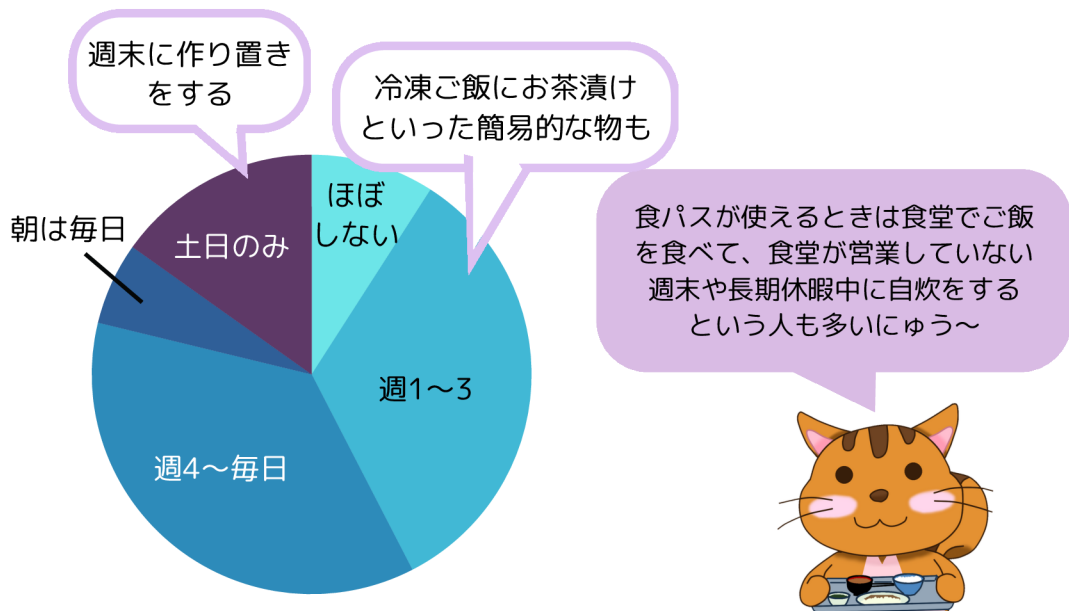 週末に作り置き
をする
冷凍ご飯にお茶漬け
といった簡易的な物も
ほぼ
しない
朝は毎日
土日のみ
週1〜3
週4〜毎日
食パスが使えるときは食堂でご飯
を食べて、食堂が営業していない
週末や長期休暇中に自炊をする
という人も多いにゅう〜